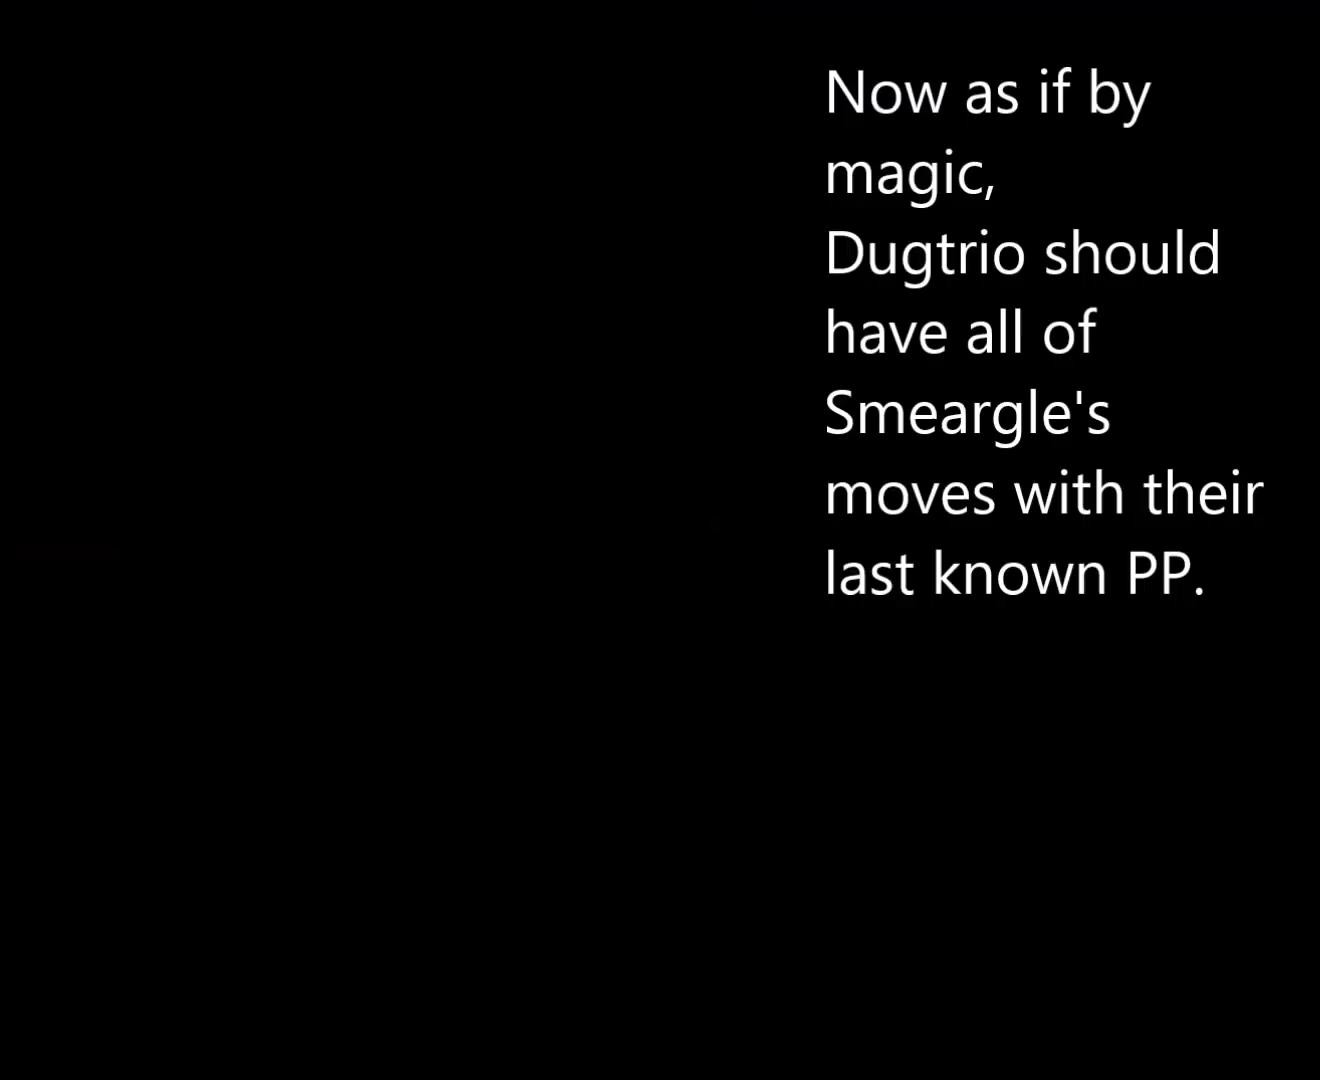 Now as if by
magic,
Dugtrio should
have all of
Smeargle's
moves with their
last known PP.